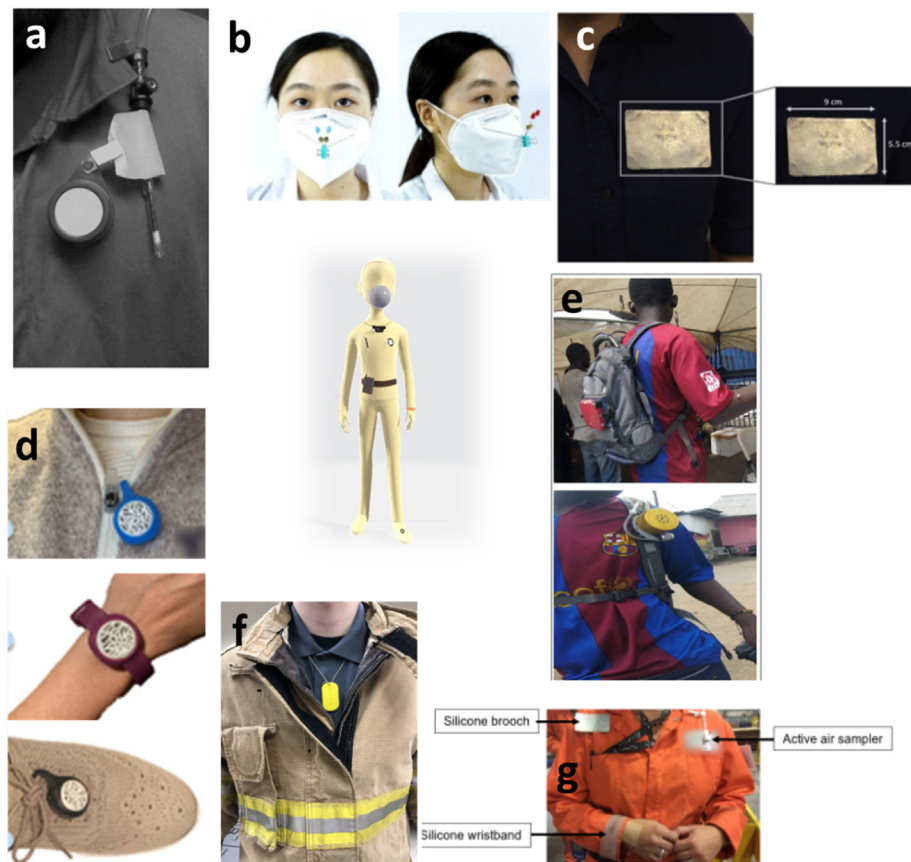 a
b
c
9 cm
5.5 cm
d
e
f
Silicone brooch
Active air sampler
g
Silicone wristband